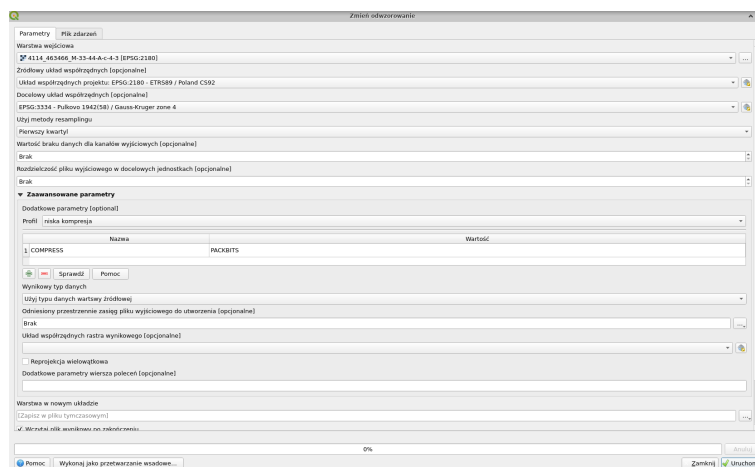 Zmień odwzorowanie
Parametry Plik zdarzeń
Warstwa wejściowa
4114_463466_M-33-44-A-c-4-3 [EPSG:2180]
Źródłowy układ współrzędnych [opcjonalne]
Układ współrzędnych projektu: EPSG:2180 - ETRS89 / Poland CS92
Docelowy układ współrzędnych [opcjonalne]
EPSG:3334 - Pulkovo 1942(58) / Gauss-Kruger zone 4
Użyj metody resamplingu
Pierwszy kwartyl
Wartość braku danych dla kanałów wyjściowych [opcjonalne]
Brak
Rozdzielczość pliku wyjściowego w docelowych jednostkach [opcjonalne]
Brak
Zaawansowane parametry
Dodatkowe parametry [optional]
Profil niska kompresja
Nazwa Wartość
1 COMPRESS PACKBITS
Sprawdź Pomoc
Wynikowy typ danych
Użyj typu danych wartswy źródłowej
Odniesiony przestrzennie zasięg pliku wyjściowego do utworzenia [opcjonalne]
Brak
Układ współrzędnych rastra wynikowego [opcjonalne]
Reprojekcja wielowątkowa
Dodatkowe parametry wiersza poleceń [opcjonalne]
Warstwa w nowym układzie
[Zapisz w pliku tymczasowym]
Wczytaj plik wynikowy po zakończeniu
0% Anuluj
Pomoc Wykonaj jako przetwarzanie wsadowe... Zamknij Uruchom